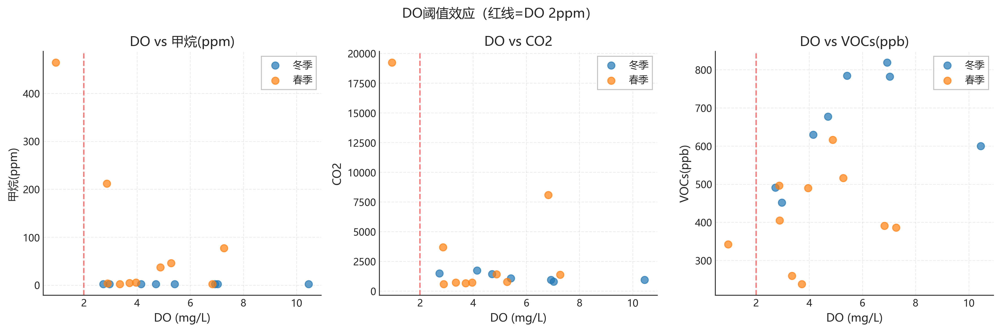 DO阈值效应（红线=DO 2ppm）
DO vs 甲烷(ppm)
甲烷(ppm)
400
300
200
100
0
2 4 6 8 10
DO (mg/L)
冬季
春季
DO vs CO2
CO2
20000
17500
15000
12500
10000
7500
5000
2500
0
2 4 6 8 10
DO (mg/L)
冬季
春季
DO vs VOCs(ppb)
VOCs(ppb)
800
700
600
500
400
300
2 4 6 8 10
DO (mg/L)
冬季
春季